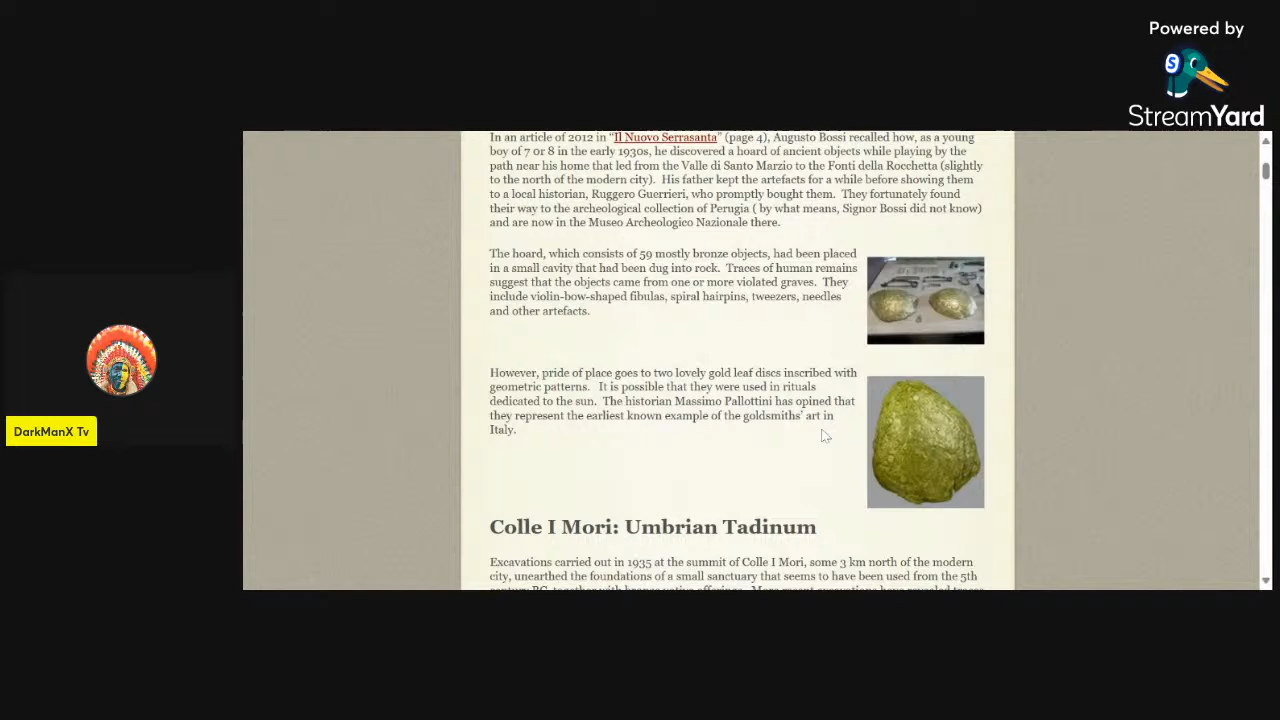 Powered by
S
StreamYard
In an article of 2012 in “Il Nuovo Serrasanta” (page 4), Augusto Bossi recalled how, as a young
boy of 7 or 8 in the early 1930s, he discovered a hoard of ancient objects while playing by the
path near his home that led from the Valle di Santo Marzio to the Fonti della Rocchetta (slightly
to the north of the modern city).  His father kept the artefacts for a while before showing them
to a local historian, Ruggero Guerrieri, who promptly bought them.  They fortunately found
their way to the archeological collection of Perugia ( by what means, Signor Bossi did not know)
and are now in the Museo Archeologico Nazionale there.
The hoard, which consists of 59 mostly bronze objects, had been placed
in a small cavity that had been dug into rock.  Traces of human remains
suggest that the objects came from one or more violated graves.  They
include violin-bow-shaped fibulas, spiral hairpins, tweezers, needles
and other artefacts.
However, pride of place goes to two lovely gold leaf discs inscribed with
geometric patterns.   It is possible that they were used in rituals
dedicated to the sun.  The historian Massimo Pallottini has opined that
they represent the earliest known example of the goldsmiths’ art in
Italy.
DarkManX Tv
Colle I Mori: Umbrian Tadinum
Excavations carried out in 1935 at the summit of Colle I Mori, some 3 km north of the modern
city, unearthed the foundations of a small sanctuary that seems to have been used from the 5th
century BC, together with bronze votive offerings.  More recent excavations have revealed traces